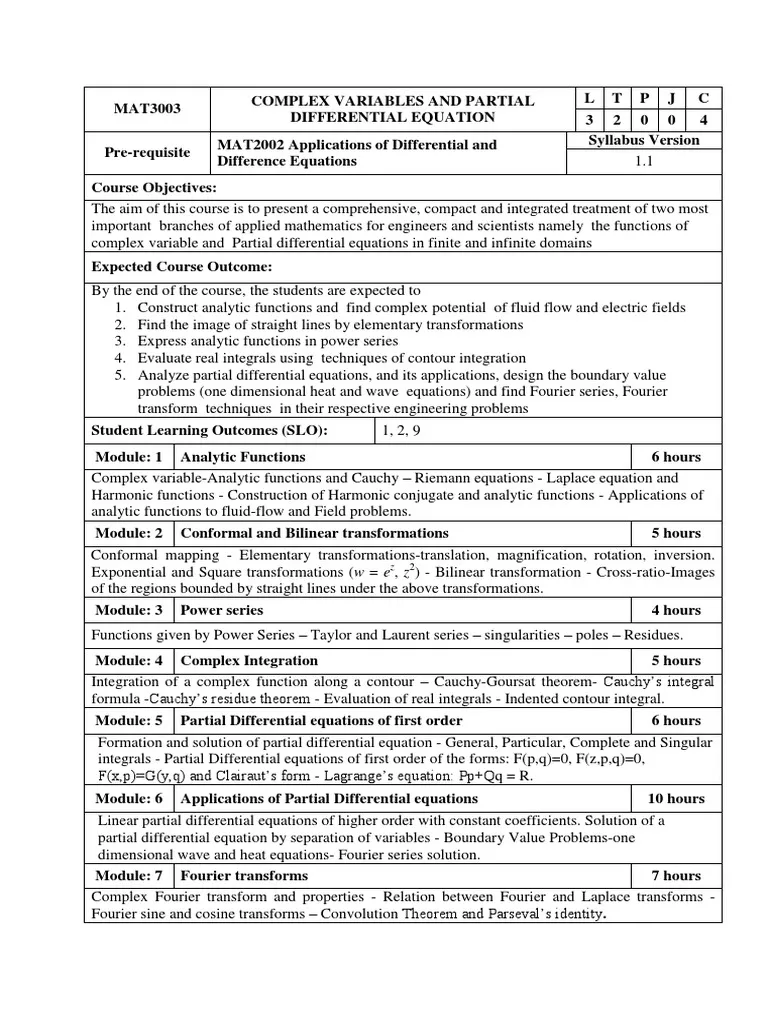 MAT3003
COMPLEX VARIABLES AND PARTIAL
DIFFERENTIAL EQUATION
L T P J C
3 2 0 0 4
Pre-requisite
MAT2002 Applications of Differential and
Difference Equations
Syllabus Version
1.1
Course Objectives:
The aim of this course is to present a comprehensive, compact and integrated treatment of two most
important branches of applied mathematics for engineers and scientists namely the functions of
complex variable and Partial differential equations in finite and infinite domains
Expected Course Outcome:
By the end of the course, the students are expected to
1. Construct analytic functions and find complex potential of fluid flow and electric fields
2. Find the image of straight lines by elementary transformations
3. Express analytic functions in power series
4. Evaluate real integrals using techniques of contour integration
5. Analyze partial differential equations, and its applications, design the boundary value
problems (one dimensional heat and wave equations) and find Fourier series, Fourier
transform techniques in their respective engineering problems
Student Learning Outcomes (SLO): 1, 2, 9
Module: 1 Analytic Functions 6 hours
Complex variable-Analytic functions and Cauchy – Riemann equations - Laplace equation and
Harmonic functions - Construction of Harmonic conjugate and analytic functions - Applications of
analytic functions to fluid-flow and Field problems.
Module: 2 Conformal and Bilinear transformations 5 hours
Conformal mapping - Elementary transformations-translation, magnification, rotation, inversion.
Exponential and Square transformations (w = e^z, z²) - Bilinear transformation - Cross-ratio-Images
of the regions bounded by straight lines under the above transformations.
Module: 3 Power series 4 hours
Functions given by Power Series – Taylor and Laurent series – singularities – poles – Residues.
Module: 4 Complex Integration 5 hours
Integration of a complex function along a contour – Cauchy-Goursat theorem- Cauchy’s integral
formula -Cauchy’s residue theorem - Evaluation of real integrals - Indented contour integral.
Module: 5 Partial Differential equations of first order 6 hours
Formation and solution of partial differential equation - General, Particular, Complete and Singular
integrals - Partial Differential equations of first order of the forms: F(p,q)=0, F(z,p,q)=0,
F(x,p)=G(y,q) and Clairaut’s form - Lagrange’s equation: Pp+Qq = R.
Module: 6 Applications of Partial Differential equations 10 hours
Linear partial differential equations of higher order with constant coefficients. Solution of a
partial differential equation by separation of variables - Boundary Value Problems-one
dimensional wave and heat equations- Fourier series solution.
Module: 7 Fourier transforms 7 hours
Complex Fourier transform and properties - Relation between Fourier and Laplace transforms -
Fourier sine and cosine transforms – Convolution Theorem and Parseval’s identity.